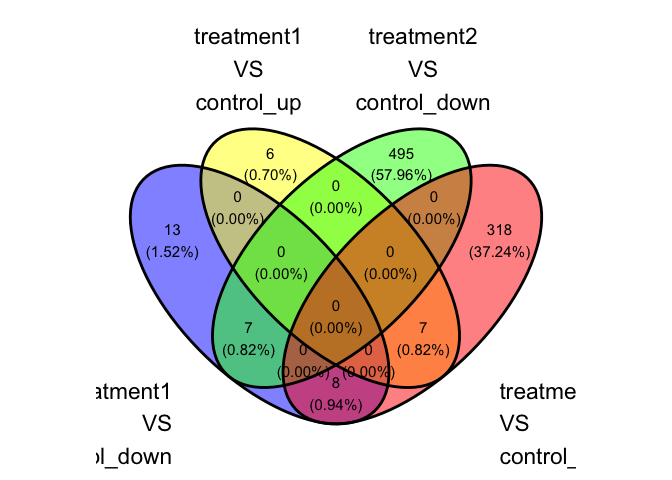 treatment1
VS
control_up
treatment2
VS
control_down
6
(0.70%)
495
(57.96%)
0
(0.00%)
0
(0.00%)
0
(0.00%)
13
(1.52%)
318
(37.24%)
0
(0.00%)
0
(0.00%)
0
(0.00%)
7
(0.82%)
7
(0.82%)
0
(0.00%)
0
(0.00%)
8
(0.94%)
atment1
VS
ol_down
treatme
VS
control_